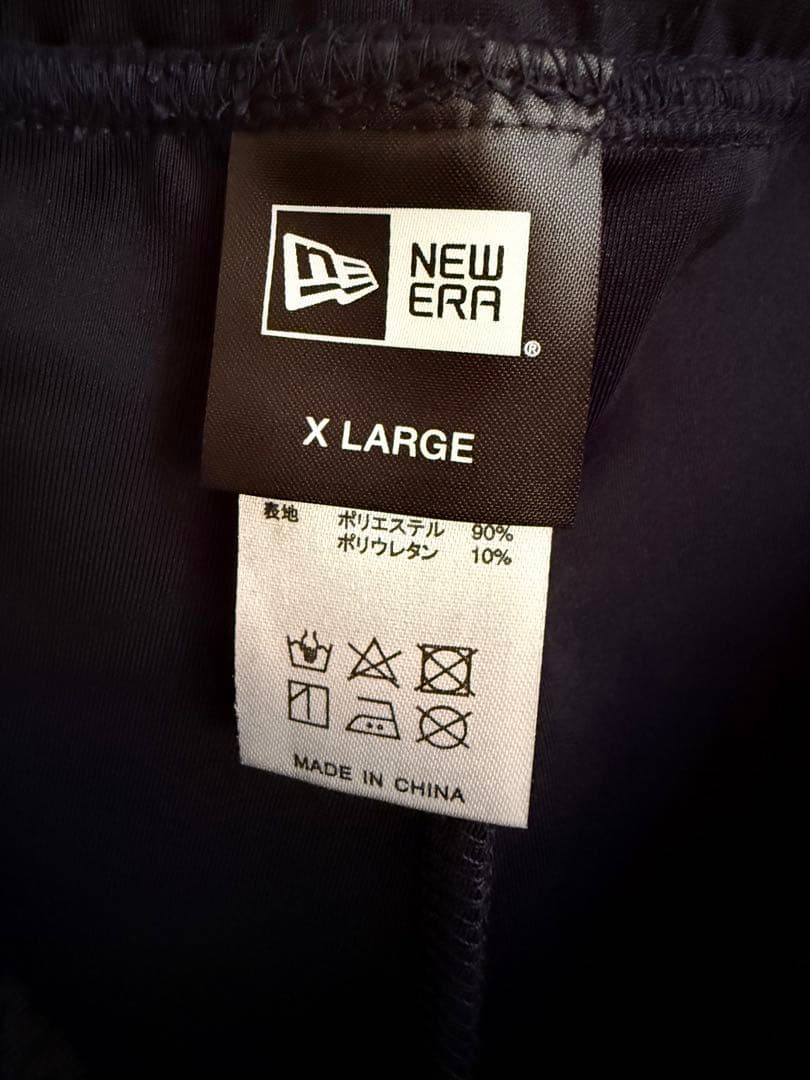 NEW
ERA
®
X LARGE
表地 ポリエステル 90%
ポリウレタン 10%
MADE IN CHINA